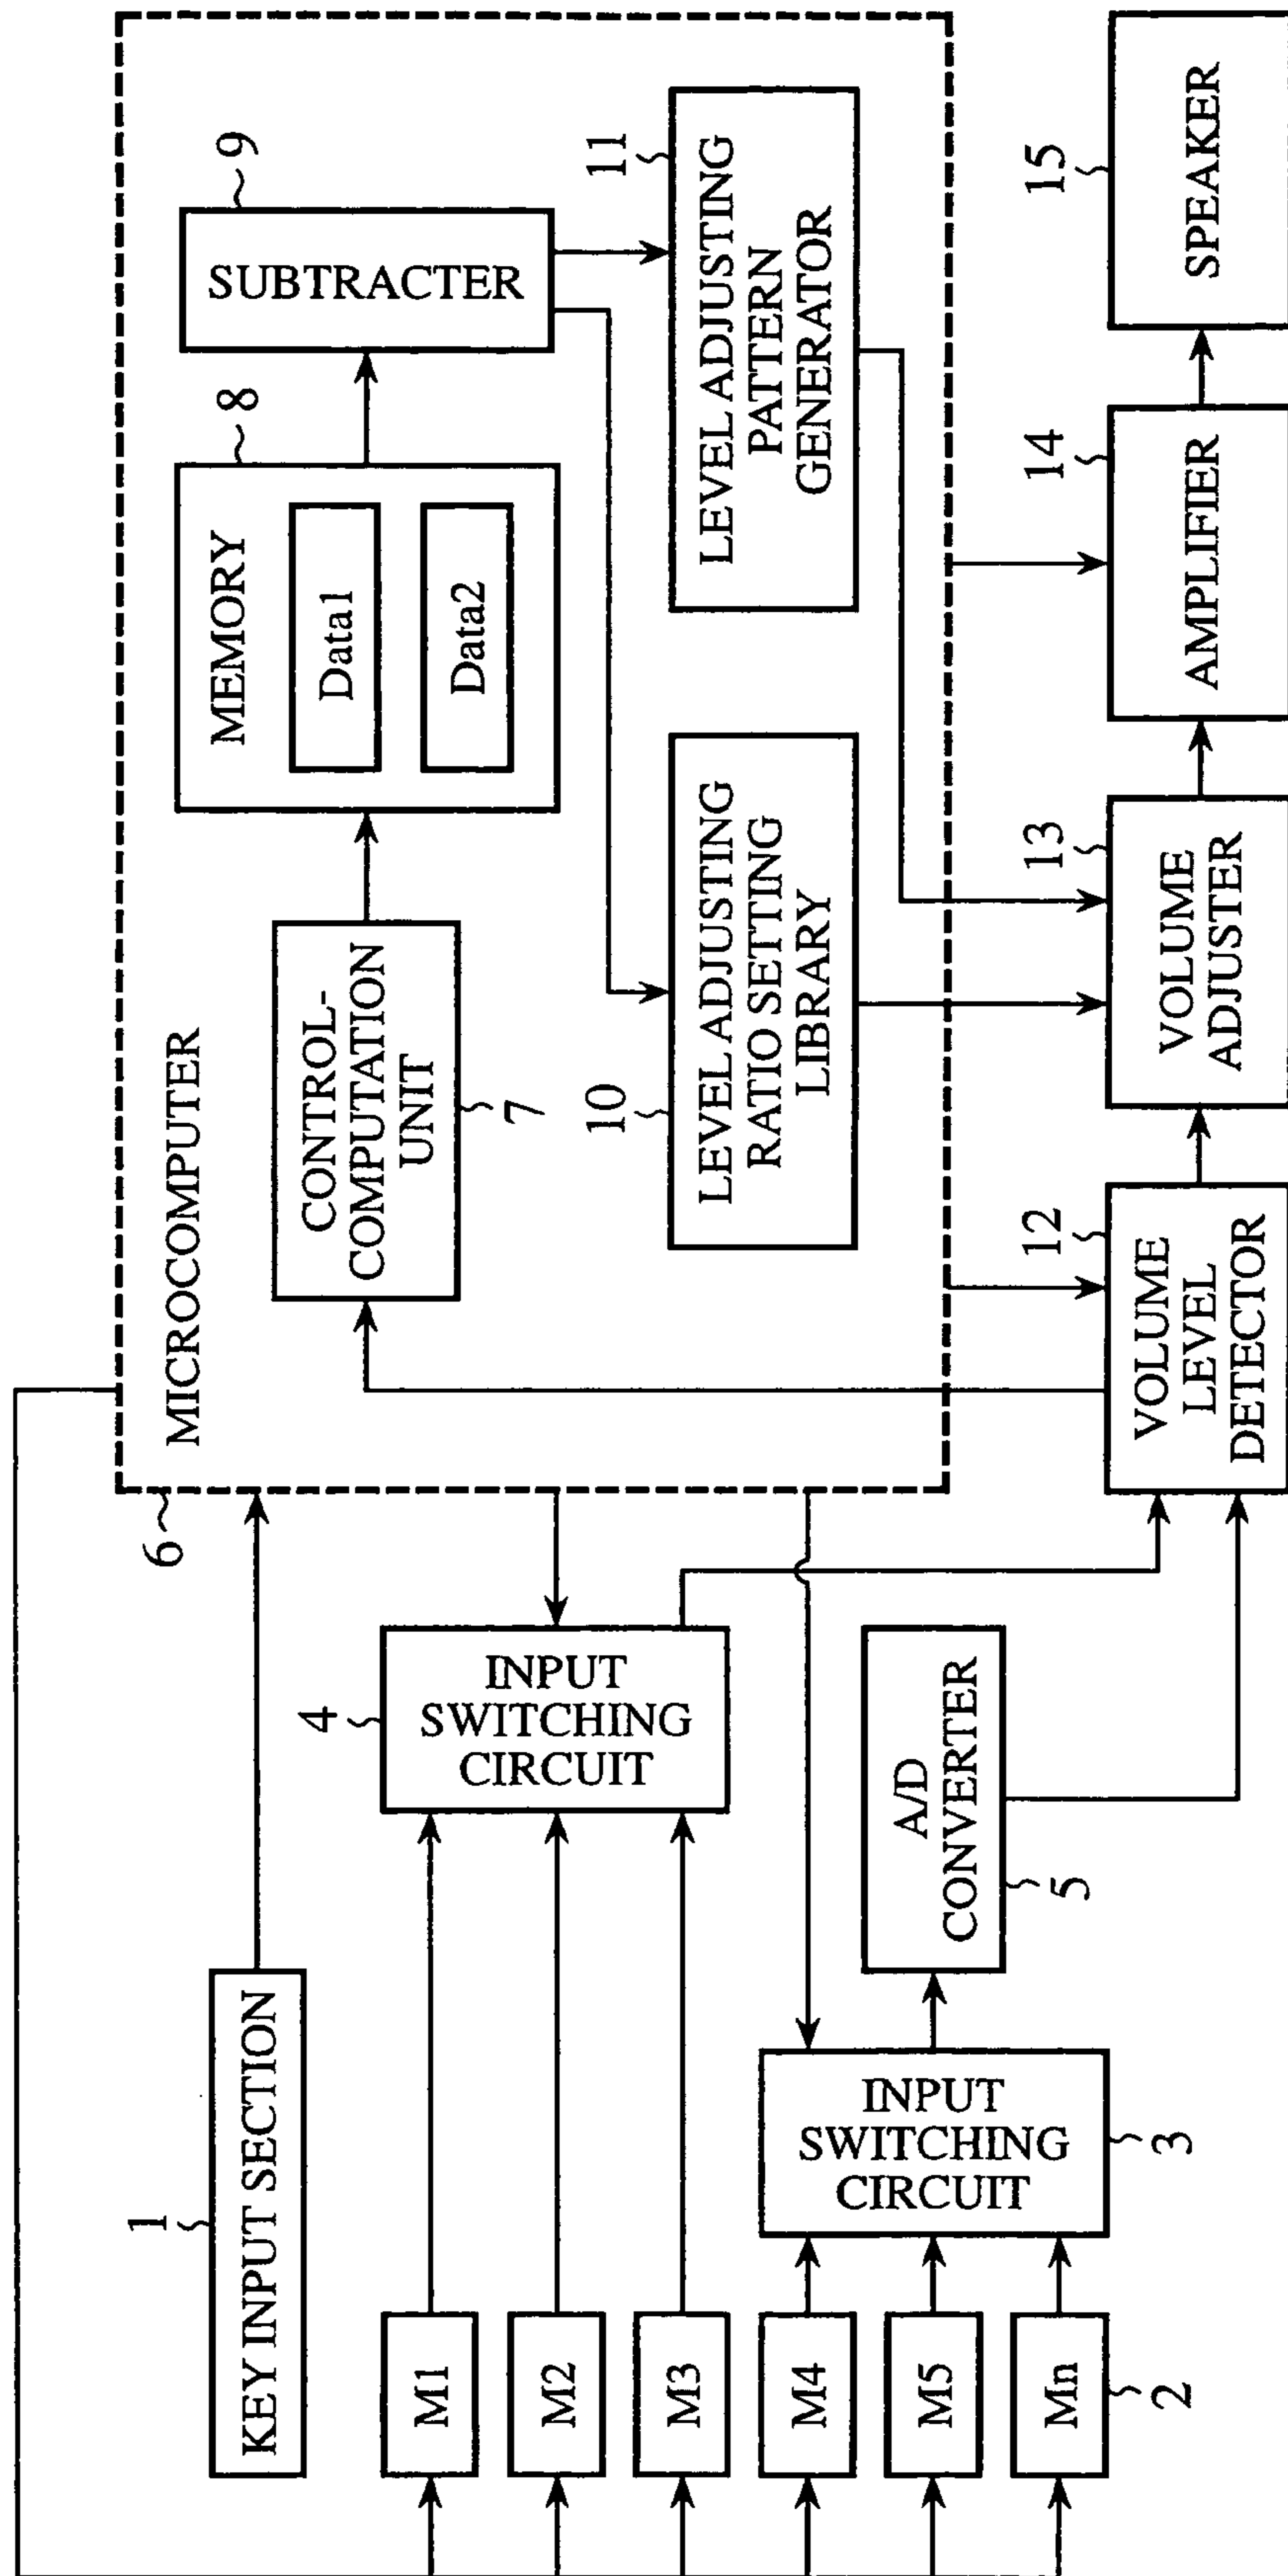 MICROCOMPUTER
6
1
KEY INPUT SECTION
M1
M2
M3
M4
M5
Mn
2
4
INPUT
SWITCHING
CIRCUIT
INPUT
SWITCHING
CIRCUIT
3
A/D
CONVERTER
5
CONTROL-
COMPUTATION
UNIT
7
MEMORY
8
Data1
Data2
SUBTRACTER
9
10
LEVEL ADJUSTING
RATIO SETTING
LIBRARY
11
LEVEL ADJUSTING
PATTERN
GENERATOR
12
VOLUME
LEVEL
DETECTOR
13
VOLUME
ADJUSTER
14
AMPLIFIER
15
SPEAKER